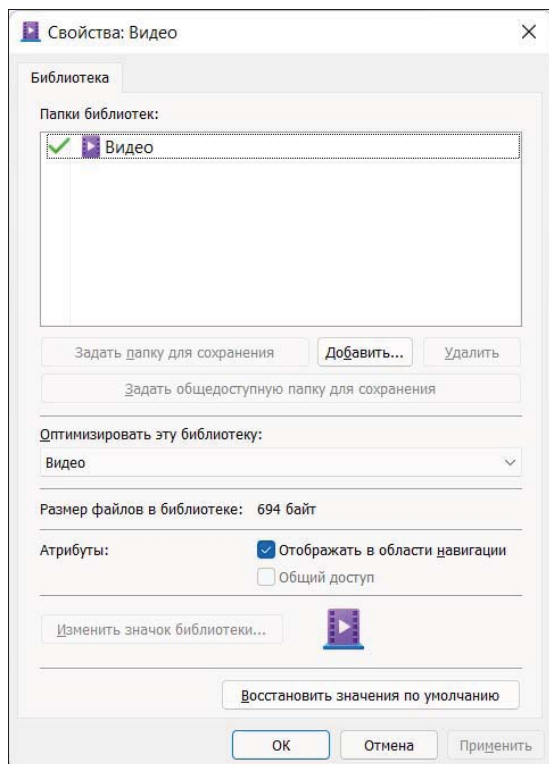 Свойства: Видео
Библиотека
Папки библиотек:
Видео
Задать папку для сохранения
Добавить...
Удалить
Задать общедоступную папку для сохранения
Оптимизировать эту библиотеку:
Видео
Размер файлов в библиотеке: 694 байт
Атрибуты:
Отображать в области навигации
Общий доступ
Изменить значок библиотеки...
Восстановить значения по умолчанию
ОК
Отмена
Применить